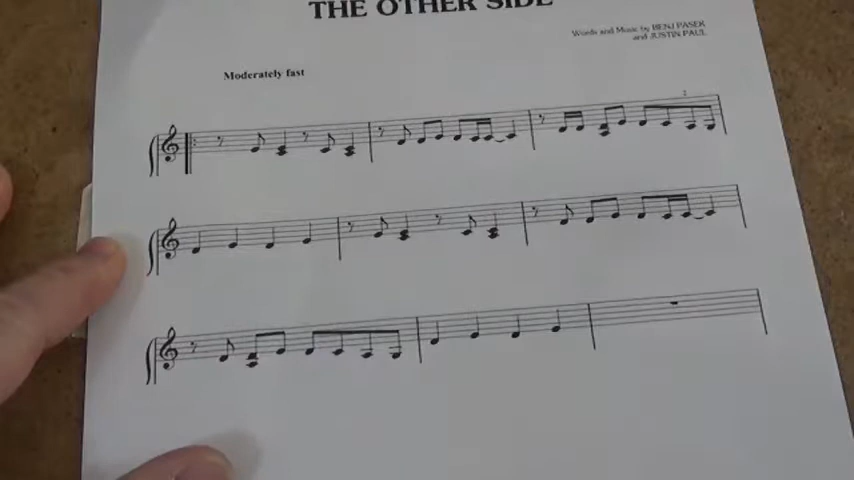 THE OTHER SIDE
Words and Music by BENJ PASEK
and JUSTIN PAUL
Moderately fast